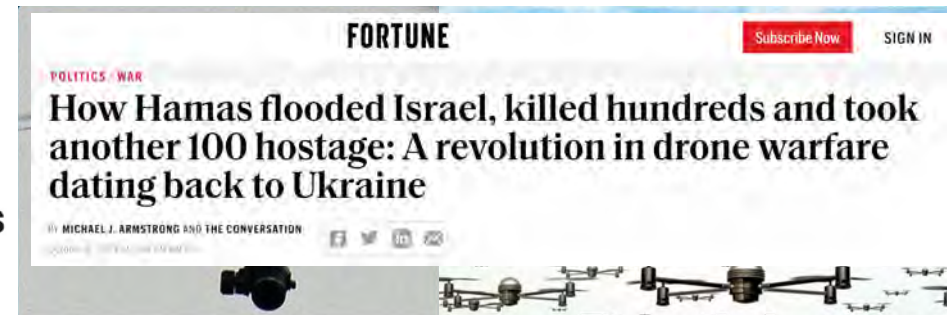 FORTUNE
Subscribe Now SIGN IN
POLITICS · WAR
How Hamas flooded Israel, killed hundreds and took
another 100 hostage: A revolution in drone warfare
dating back to Ukraine
BY MICHAEL J. ARMSTRONG AND THE CONVERSATION
s